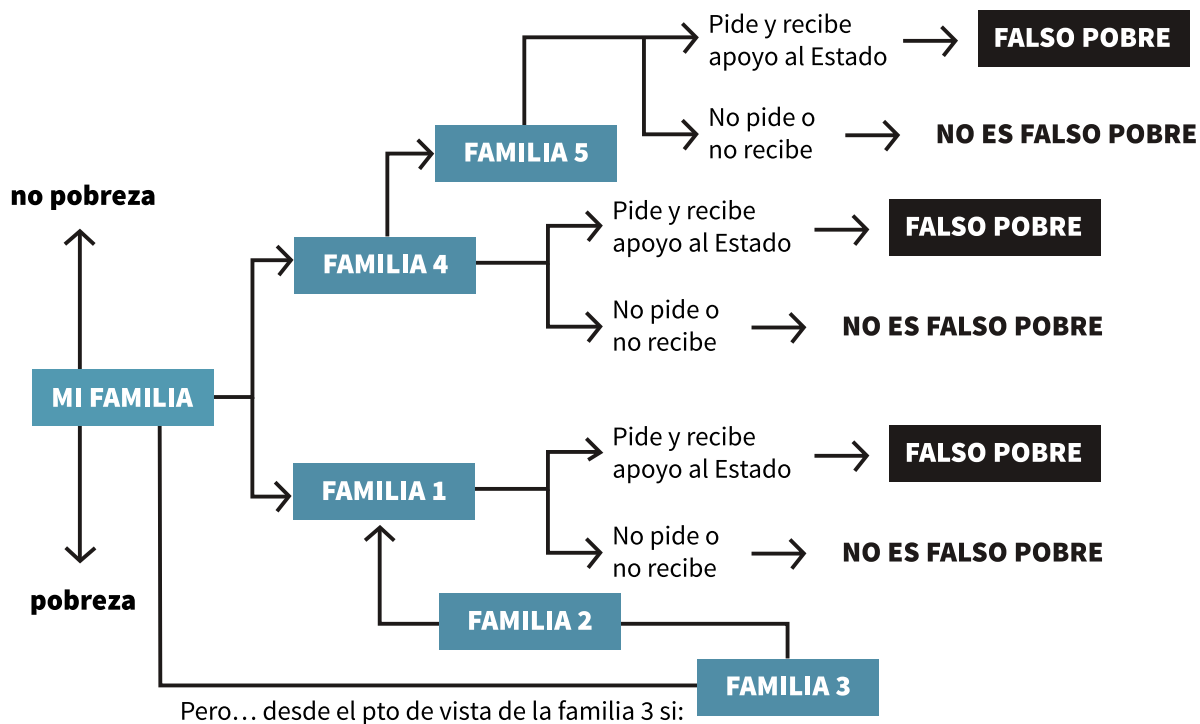 Pide y recibe
apoyo al Estado
FALSO POBRE
No pide o
no recibe
NO ES FALSO POBRE
FAMILIA 5
no pobreza
Pide y recibe
apoyo al Estado
FALSO POBRE
FAMILIA 4
No pide o
no recibe
NO ES FALSO POBRE
MI FAMILIA
Pide y recibe
apoyo al Estado
FALSO POBRE
FAMILIA 1
No pide o
no recibe
NO ES FALSO POBRE
pobreza
FAMILIA 2
FAMILIA 3
Pero... desde el pto de vista de la familia 3 si: